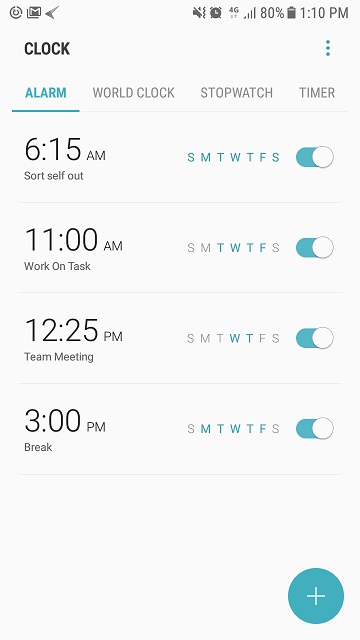 4G 80% 1:10 PM
CLOCK
ALARM WORLD CLOCK STOPWATCH TIMER
6:15 AM S M T W T F S
Sort self out
11:00 AM S M T W T F S
Work On Task
12:25 PM S M T W T F S
Team Meeting
3:00 PM S M T W T F S
Break